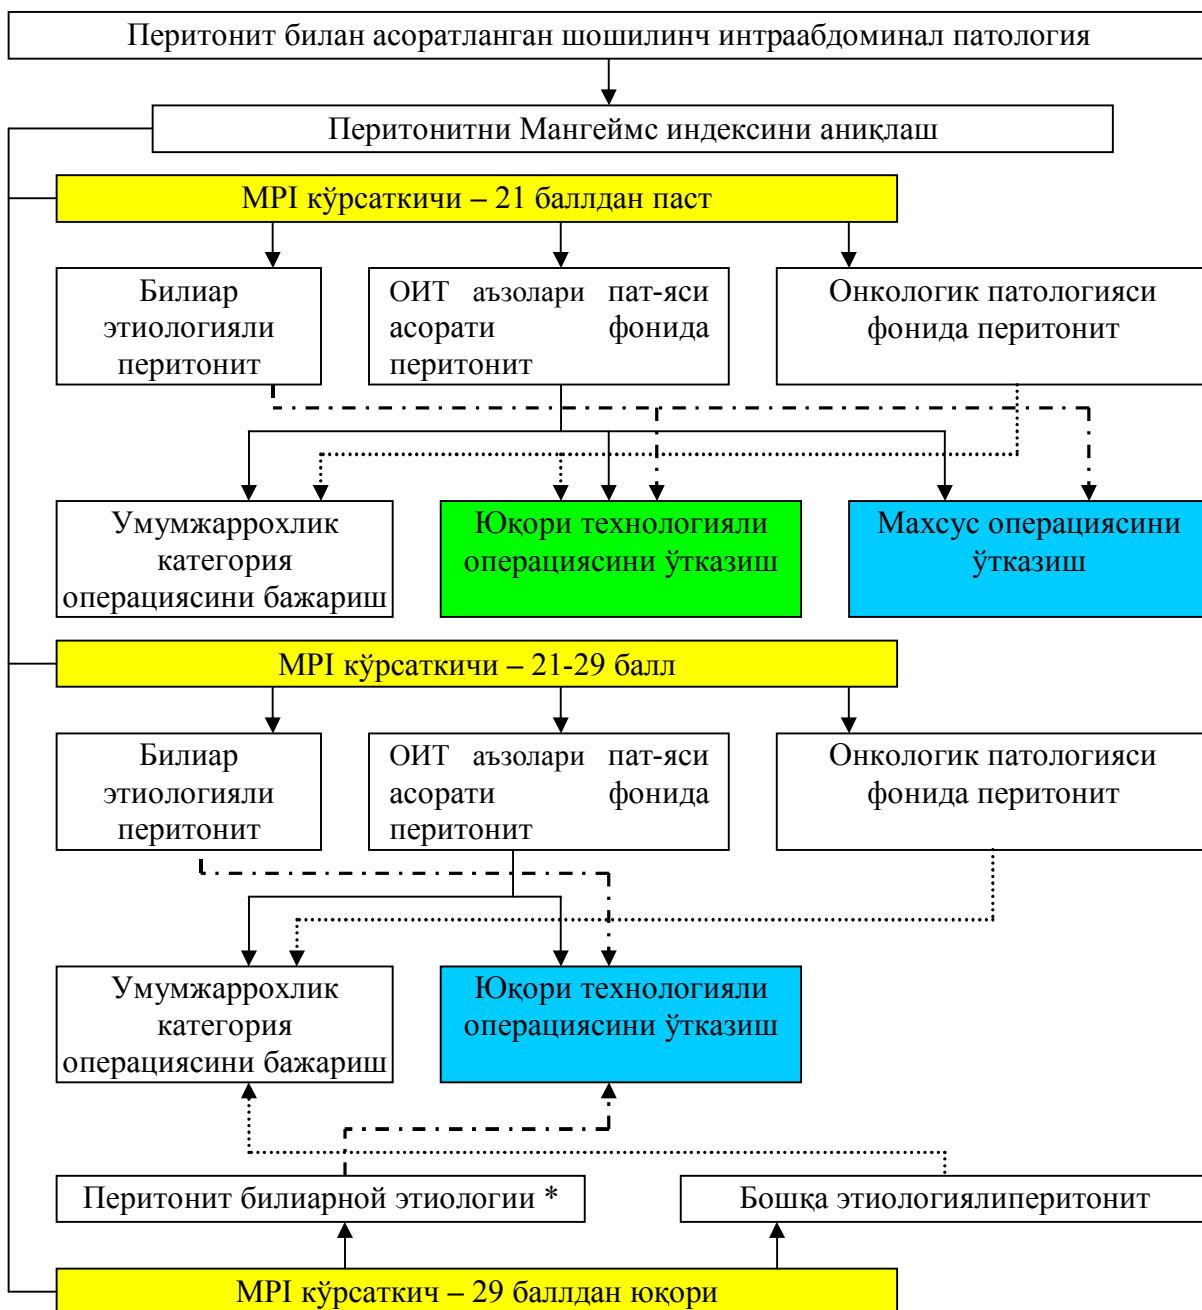 Перитонит билан асоратланган шошилинч интраабдоминал патология
Перитонитни Мангеймс индексини аниқлаш
MPI кўрсаткичи – 21 баллдан паст
Билиар
этиологияли
перитонит
ОИТ аъзолари пат-яси
асорати фонида
перитонит
Онкологик патологияси
фонида перитонит
Умумжаррохлик
категория
операциясини бажариш
Юқори технологияли
операциясини ўтказиш
Махсус операциясини
ўтказиш
MPI кўрсаткичи – 21-29 балл
Билиар
этиологияли
перитонит
ОИТ аъзолари пат-яси
асорати фонида
перитонит
Онкологик патологияси
фонида перитонит
Умумжаррохлик
категория
операциясини бажариш
Юқори технологияли
операциясини ўтказиш
Перитонит билиарной этиологии *
Бошқа этиологиялиперитонит
MPI кўрсаткич – 29 баллдан юқори